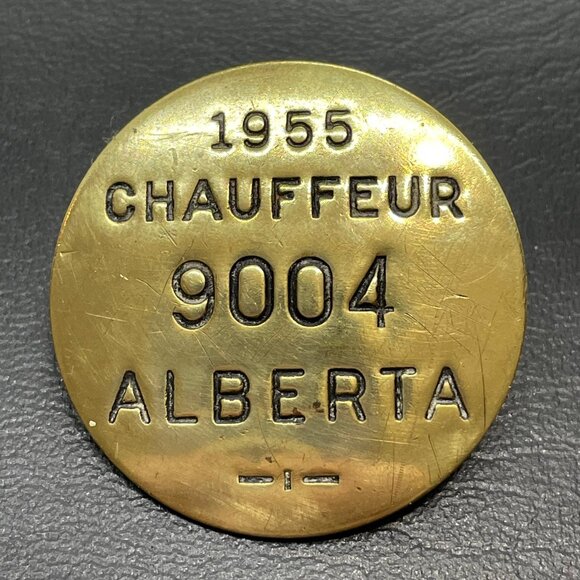 1955
CHAUFFEUR
9004
ALBERTA
–ı–